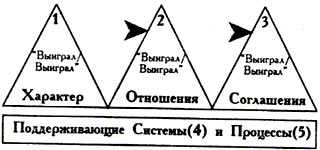 1
2
3
"Выиграл/
Выиграл"
"Выиграл/
Выиграл"
"Выиграл/
Выиграл"
Характер
Отношения
Соглашения
Поддерживающие Системы(4) и Процессы(5)